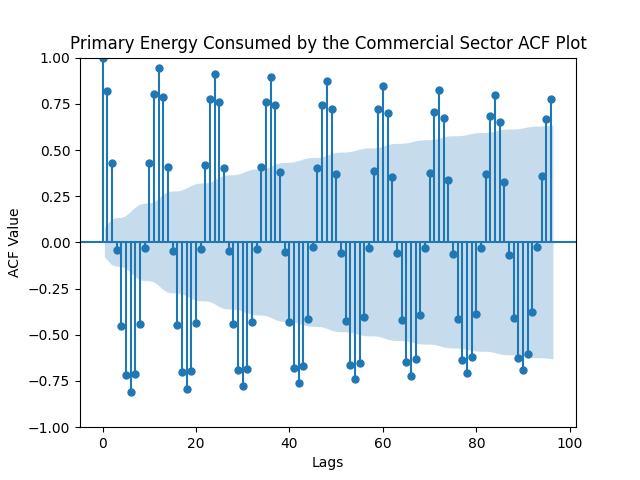 Primary Energy Consumed by the Commercial Sector ACF Plot
1.00
0.75
0.50
0.25
0.00
−0.25
−0.50
−0.75
−1.00
ACF Value
0 20 40 60 80 100
Lags